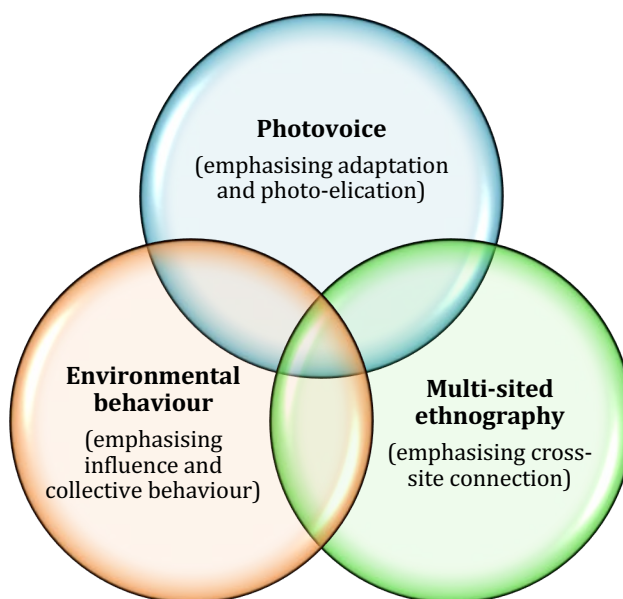 Photovoice
(emphasising adaptation
and photo-elication)
Environmental
behaviour
(emphasising
influence and
collective behaviour)
Multi-sited
ethnography
(emphasising cross-
site connection)